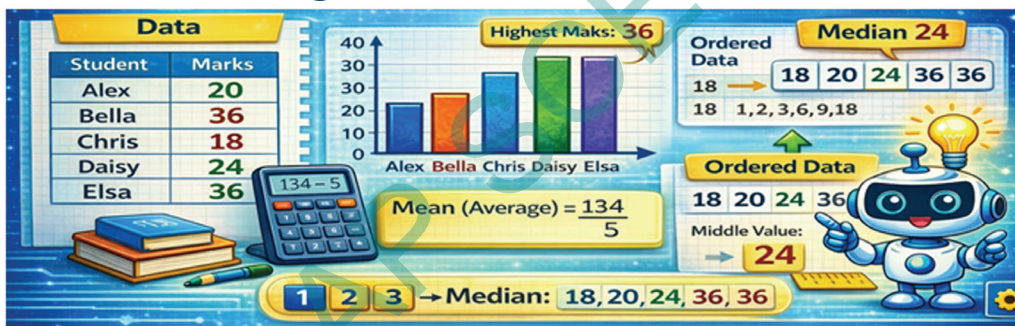 Data
Student Marks
Alex 20
Bella 36
Chris 18
Daisy 24
Elsa 36
134 – 5
Highest Maks: 36
40
30
30
20
10
0
Alex Bella Chris Daisy Elsa
Mean (Average) = 134
5
Median 24
Ordered
Data
18 → 18 20 24 36 36
18 1,2,3,6,9,18
Ordered Data
18 20 24 36
Middle Value:
→ 24
1 2 3 → Median: 18, 20, 24, 36, 36